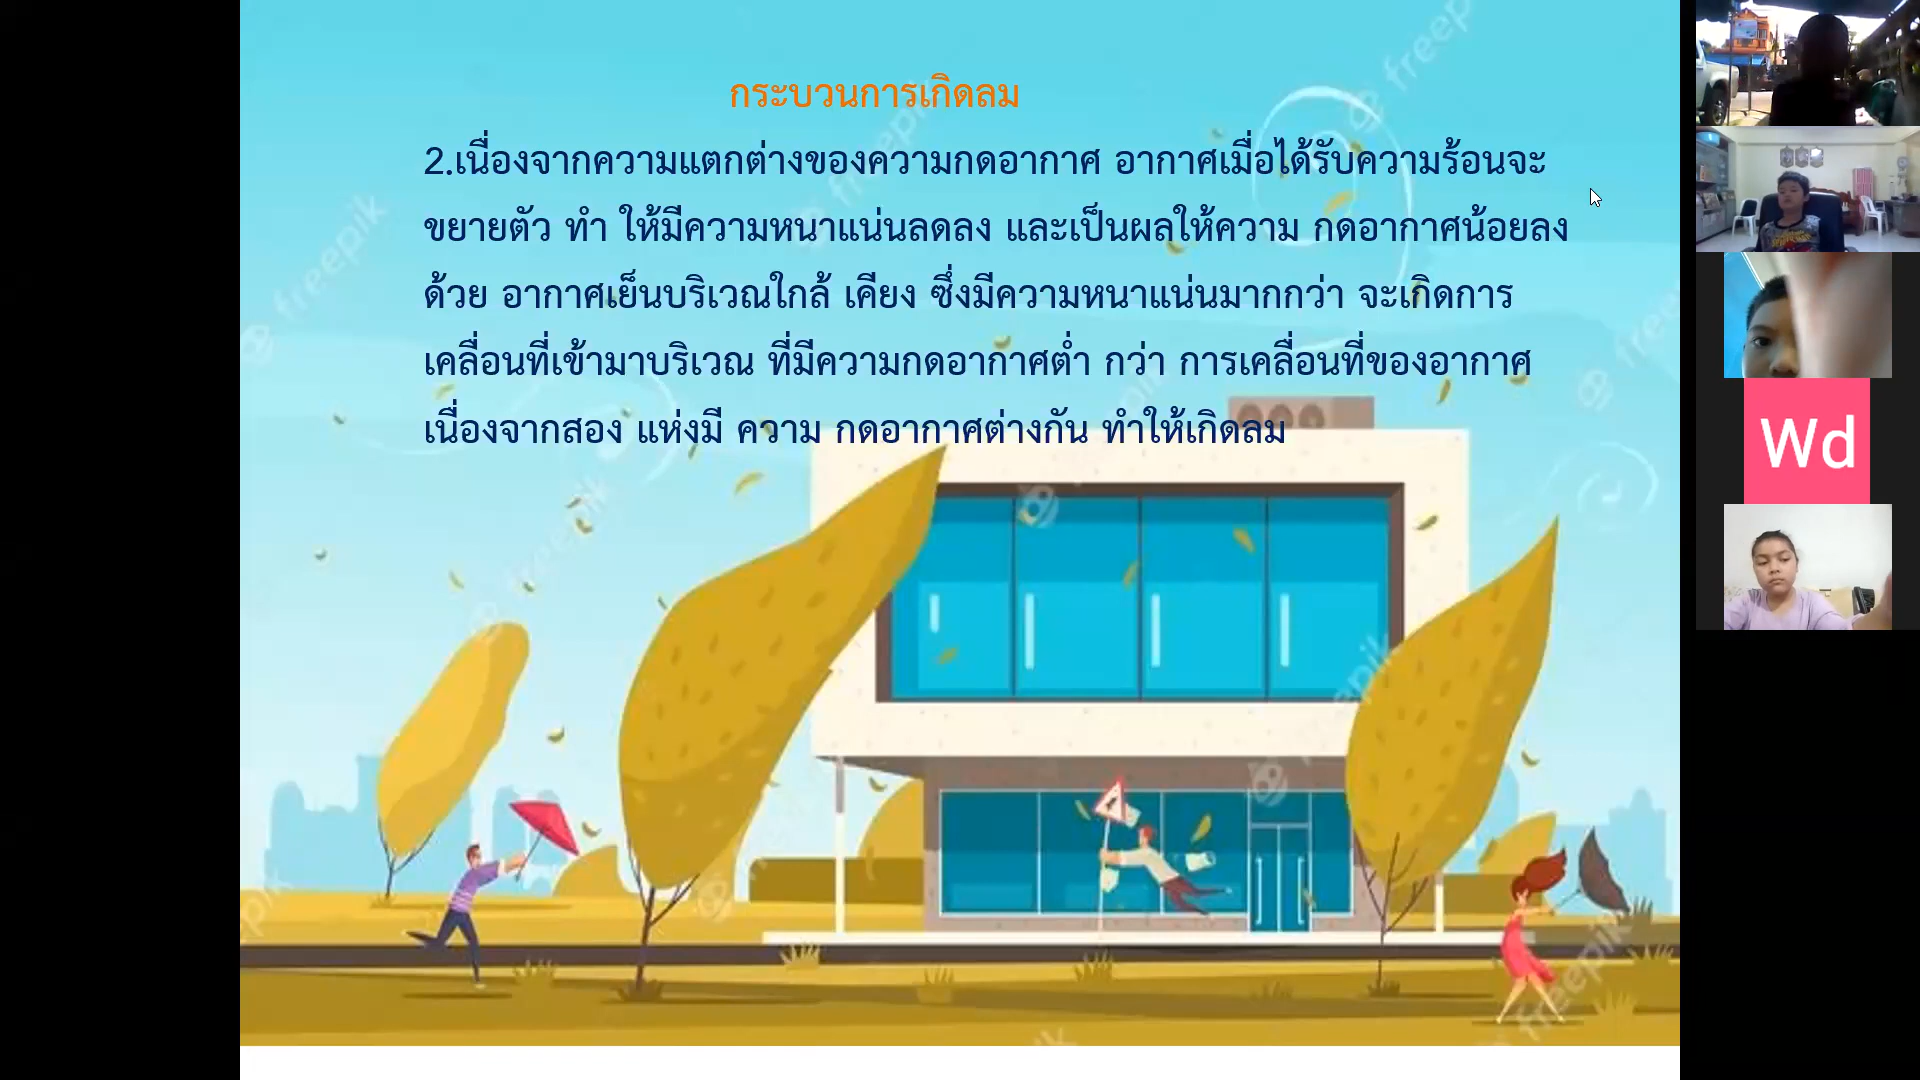 กระบวนการเกิดลม
2.เนื่องจากความแตกต่างของความกดอากาศ อากาศเมื่อได้รับความร้อนจะ
ขยายตัว ทำ ให้มีความหนาแน่นลดลง และเป็นผลให้ความ กดอากาศน้อยลง
ด้วย อากาศเย็นบริเวณใกล้ เคียง ซึ่งมีความหนาแน่นมากกว่า จะเกิดการ
เคลื่อนที่เข้ามาบริเวณ ที่มีความกดอากาศต่ำ กว่า การเคลื่อนที่ของอากาศ
เนื่องจากสอง แห่งมี ความ กดอากาศต่างกัน ทำให้เกิดลม
Wd
freepik
freepik
freepik
freepik
freepik
freepik